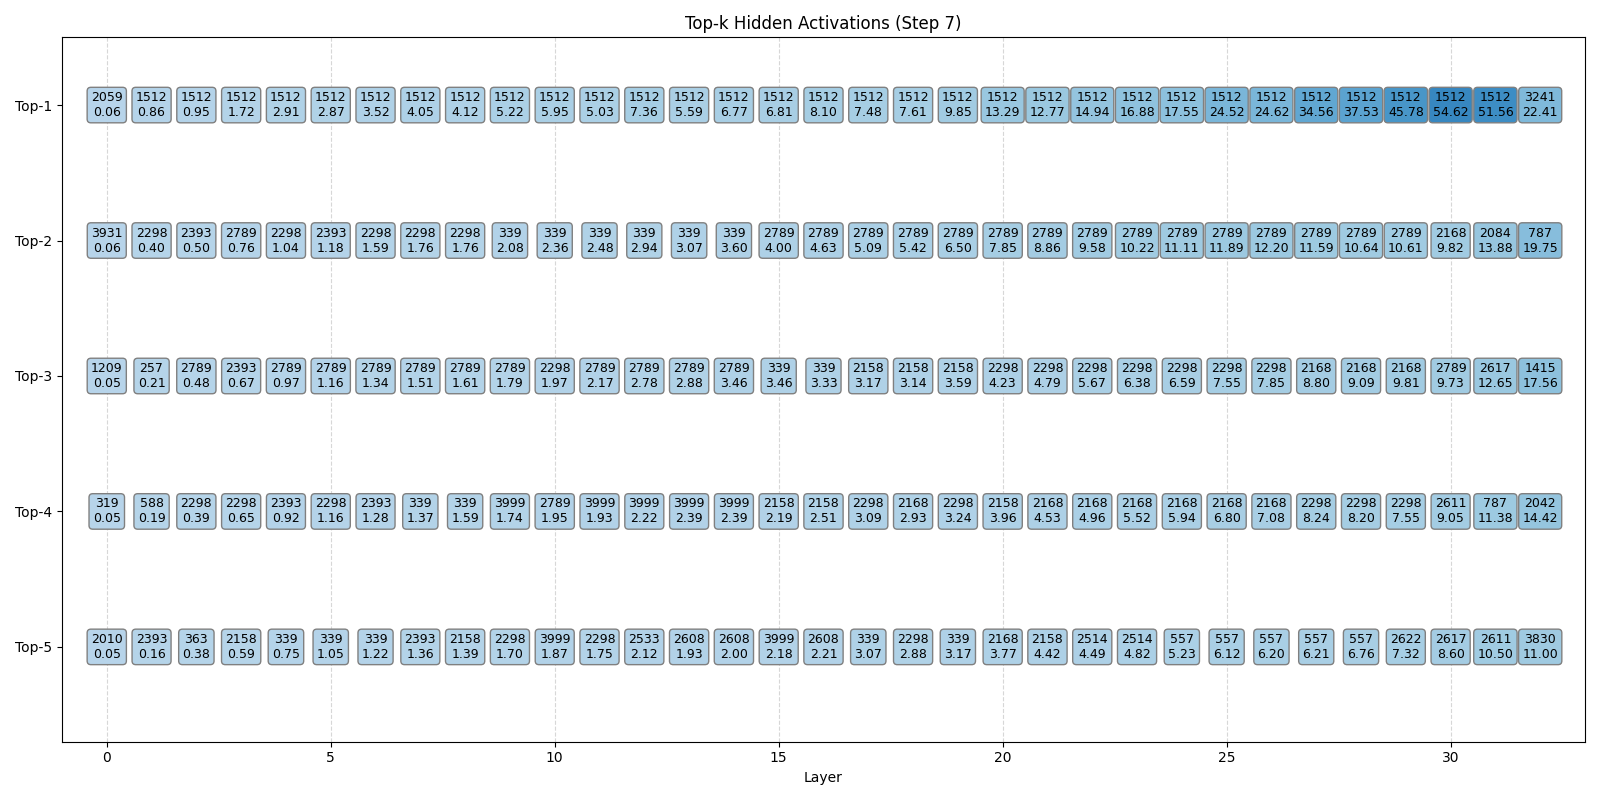 Top-k Hidden Activations (Step 7)
Top-1
2059 1512 1512 1512 1512 1512 1512 1512 1512 1512 1512 1512 1512 1512 1512 1512 1512 1512 1512 1512 1512 1512 1512 1512 1512 1512 1512 1512 1512 1512 1512 1512 3241
0.06 0.86 0.95 1.72 2.91 2.87 3.52 4.05 4.12 5.22 5.95 5.03 7.36 5.59 6.77 6.81 8.10 7.48 7.61 9.85 13.29 12.77 14.94 16.88 17.55 24.52 24.62 34.56 37.53 45.78 54.62 51.56 22.41
Top-2
3931 2298 2393 2789 2298 2393 2298 2298 2298 339 339 339 339 339 339 2789 2789 2789 2789 2789 2789 2789 2789 2789 2789 2789 2789 2789 2789 2789 2168 2084 787
0.06 0.40 0.50 0.76 1.04 1.18 1.59 1.76 1.76 2.08 2.36 2.48 2.94 3.07 3.60 4.00 4.63 5.09 5.42 6.50 7.85 8.86 9.58 10.22 11.11 11.89 12.20 11.59 10.64 10.61 9.82 13.88 19.75
Top-3
1209 257 2789 2393 2789 2789 2789 2789 2789 2789 2298 2789 2789 2789 2789 339 339 2158 2158 2158 2298 2298 2298 2298 2298 2298 2298 2168 2168 2168 2789 2617 1415
0.05 0.21 0.48 0.67 0.97 1.16 1.34 1.51 1.61 1.79 1.97 2.17 2.78 2.88 3.46 3.46 3.33 3.17 3.14 3.59 4.23 4.79 5.67 6.38 6.59 7.55 7.85 8.80 9.09 9.81 9.73 12.65 17.56
Top-4
319 588 2298 2298 2393 2298 2393 339 339 3999 2789 3999 3999 3999 3999 2158 2158 2298 2168 2298 2158 2168 2168 2168 2168 2168 2168 2298 2298 2298 2611 787 2042
0.05 0.19 0.39 0.65 0.92 1.16 1.28 1.37 1.59 1.74 1.95 1.93 2.22 2.39 2.39 2.19 2.51 3.09 2.93 3.24 3.96 4.53 4.96 5.52 5.94 6.80 7.08 8.24 8.20 7.55 9.05 11.38 14.42
Top-5
2010 2393 363 2158 339 339 339 2393 2158 2298 3999 2298 2533 2608 2608 3999 2608 339 2298 339 2168 2158 2514 2514 557 557 557 557 557 2622 2617 2611 3830
0.05 0.16 0.38 0.59 0.75 1.05 1.22 1.36 1.39 1.70 1.87 1.75 2.12 1.93 2.00 2.18 2.21 3.07 2.88 3.17 3.77 4.42 4.49 4.82 5.23 6.12 6.20 6.21 6.76 7.32 8.60 10.50 11.00
0 5 10 15 20 25 30
Layer